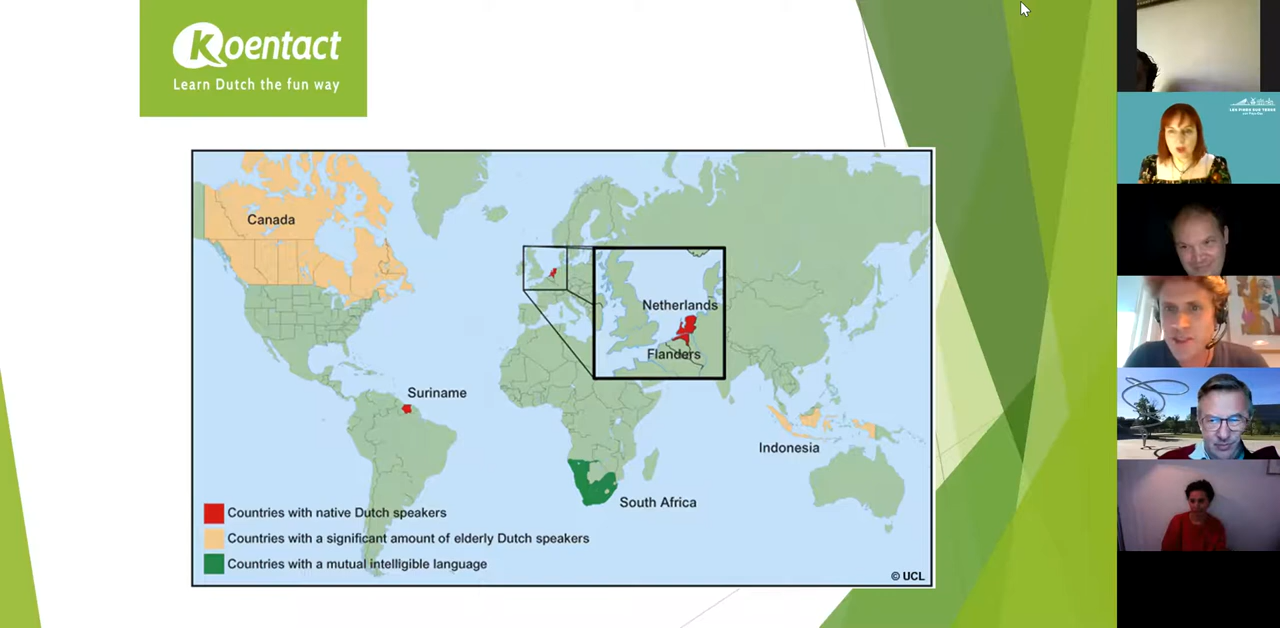 Koentact
Learn Dutch the fun way
Canada
Netherlands
Flanders
Suriname
Indonesia
South Africa
Countries with native Dutch speakers
Countries with a significant amount of elderly Dutch speakers
Countries with a mutual intelligible language
© UCL